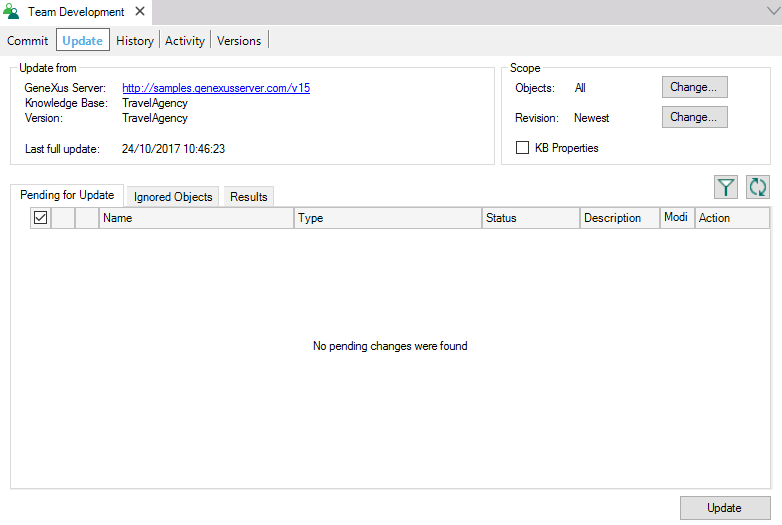 Team Development
Commit Update History Activity Versions
Update from
GeneXus Server: http://samples.genexusserver.com/v15
Knowledge Base: TravelAgency
Version: TravelAgency
Last full update: 24/10/2017 10:46:23
Scope
Objects: All Change...
Revision: Newest Change...
KB Properties
Pending for Update Ignored Objects Results
Name Type Status Description Modi Action
No pending changes were found
Update